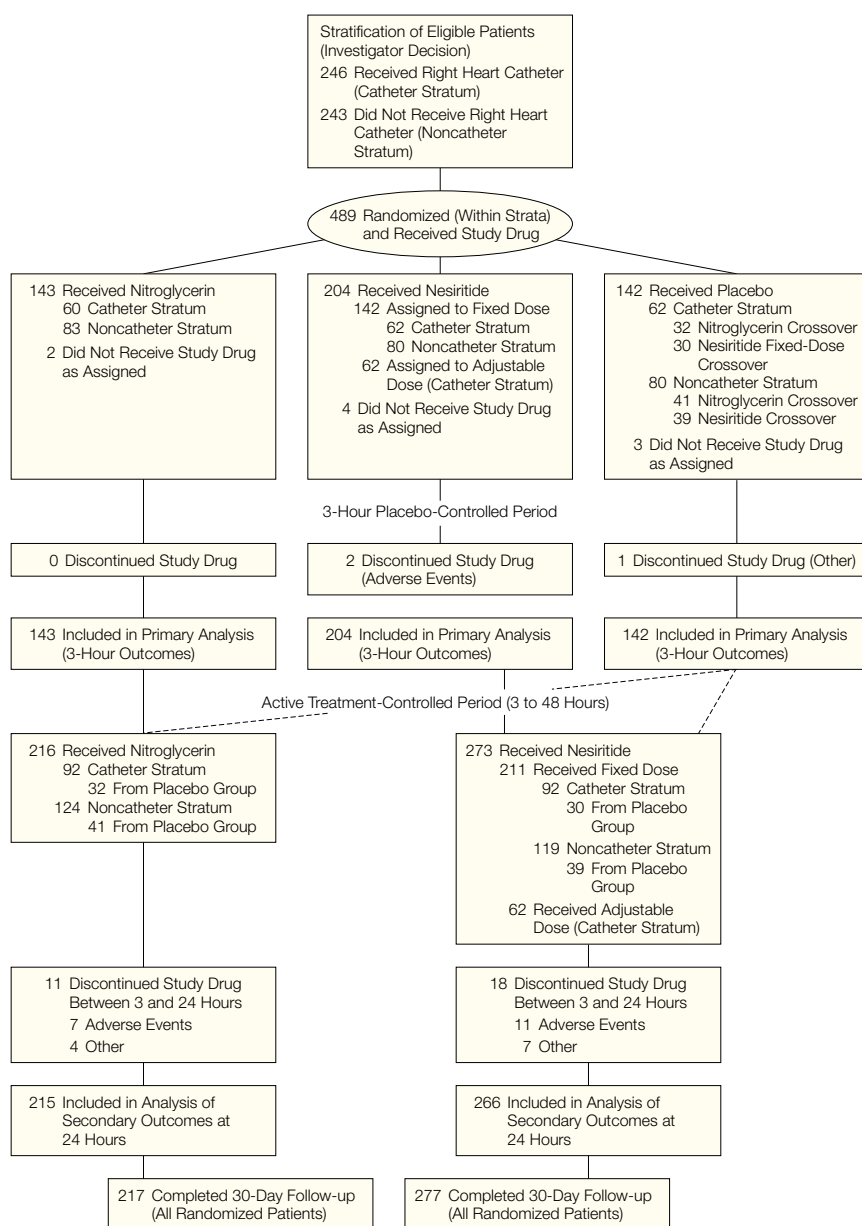 Stratification of Eligible Patients
(Investigator Decision)
246 Received Right Heart Catheter
(Catheter Stratum)
243 Did Not Receive Right Heart
Catheter (Noncatheter
Stratum)
489 Randomized (Within Strata)
and Received Study Drug
143 Received Nitroglycerin
60 Catheter Stratum
83 Noncatheter Stratum
2 Did Not Receive Study Drug
as Assigned
204 Received Nesiritide
142 Assigned to Fixed Dose
62 Catheter Stratum
80 Noncatheter Stratum
62 Assigned to Adjustable
Dose (Catheter Stratum)
4 Did Not Receive Study Drug
as Assigned
142 Received Placebo
62 Catheter Stratum
32 Nitroglycerin Crossover
30 Nesiritide Fixed-Dose
Crossover
80 Noncatheter Stratum
41 Nitroglycerin Crossover
39 Nesiritide Crossover
3 Did Not Receive Study Drug
as Assigned
3-Hour Placebo-Controlled Period
0 Discontinued Study Drug
2 Discontinued Study Drug
(Adverse Events)
1 Discontinued Study Drug (Other)
143 Included in Primary Analysis
(3-Hour Outcomes)
204 Included in Primary Analysis
(3-Hour Outcomes)
142 Included in Primary Analysis
(3-Hour Outcomes)
Active Treatment-Controlled Period (3 to 48 Hours)
216 Received Nitroglycerin
92 Catheter Stratum
32 From Placebo Group
124 Noncatheter Stratum
41 From Placebo Group
273 Received Nesiritide
211 Received Fixed Dose
92 Catheter Stratum
30 From Placebo
Group
119 Noncatheter Stratum
39 From Placebo
Group
62 Received Adjustable
Dose (Catheter Stratum)
11 Discontinued Study Drug
Between 3 and 24 Hours
7 Adverse Events
4 Other
18 Discontinued Study Drug
Between 3 and 24 Hours
11 Adverse Events
7 Other
215 Included in Analysis of
Secondary Outcomes at
24 Hours
266 Included in Analysis of
Secondary Outcomes at
24 Hours
217 Completed 30-Day Follow-up
(All Randomized Patients)
277 Completed 30-Day Follow-up
(All Randomized Patients)